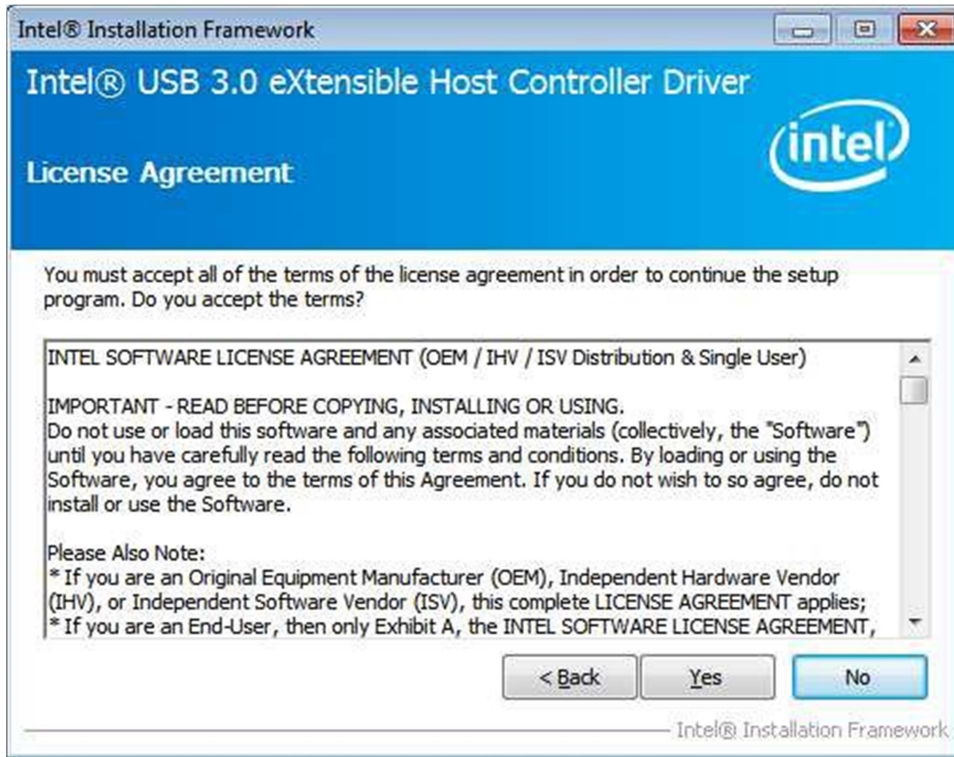 Intel® Installation Framework
Intel® USB 3.0 eXtensible Host Controller Driver
intel
License Agreement
You must accept all of the terms of the license agreement in order to continue the setup
program. Do you accept the terms?
INTEL SOFTWARE LICENSE AGREEMENT (OEM / IHV / ISV Distribution & Single User)
IMPORTANT - READ BEFORE COPYING, INSTALLING OR USING.
Do not use or load this software and any associated materials (collectively, the "Software")
until you have carefully read the following terms and conditions. By loading or using the
Software, you agree to the terms of this Agreement. If you do not wish to so agree, do not
install or use the Software.
Please Also Note:
* If you are an Original Equipment Manufacturer (OEM), Independent Hardware Vendor
(IHV), or Independent Software Vendor (ISV), this complete LICENSE AGREEMENT applies;
* If you are an End-User, then only Exhibit A, the INTEL SOFTWARE LICENSE AGREEMENT,
< Back Yes No
Intel® Installation Framework